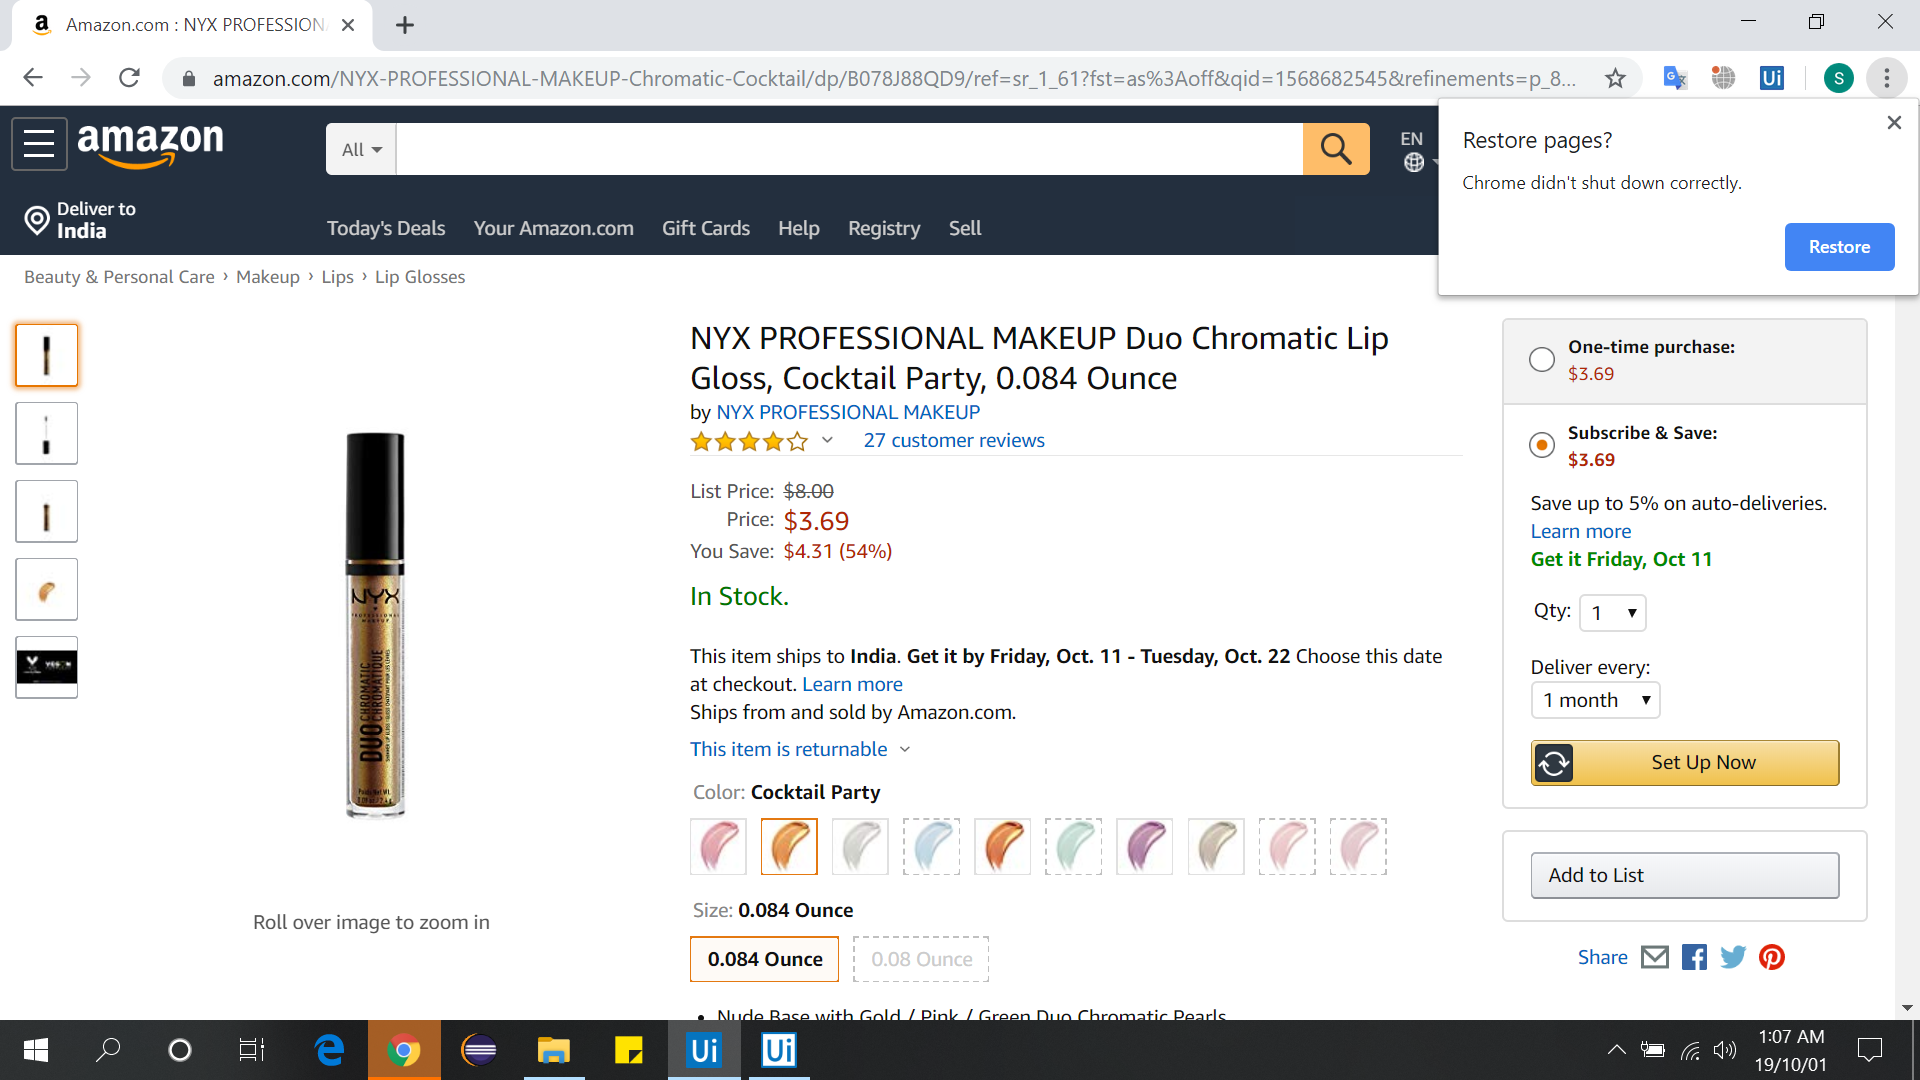 Amazon.com : NYX PROFESSION
amazon.com/NYX-PROFESSIONAL-MAKEUP-Chromatic-Cocktail/dp/B078J88QD9/ref=sr_1_61?fst=as%3Aoff&qid=1568682545&refinements=p_8...
S
Restore pages?
Chrome didn't shut down correctly.
Restore
amazon
All
EN
Deliver to
India
Today's Deals Your Amazon.com Gift Cards Help Registry Sell
Beauty & Personal Care › Makeup › Lips › Lip Glosses
NYX PROFESSIONAL MAKEUP Duo Chromatic Lip
Gloss, Cocktail Party, 0.084 Ounce
by NYX PROFESSIONAL MAKEUP
27 customer reviews
List Price: $8.00
Price: $3.69
You Save: $4.31 (54%)
In Stock.
This item ships to India. Get it by Friday, Oct. 11 - Tuesday, Oct. 22 Choose this date
at checkout. Learn more
Ships from and sold by Amazon.com.
This item is returnable
Color: Cocktail Party
Size: 0.084 Ounce
0.084 Ounce 0.08 Ounce
• Nude Base with Gold / Pink / Green Duo Chromatic Pearls
NYX
PROFESSIONAL
MAKEUP
DUO CHROMATIC
CHROMATIQUE
Roll over image to zoom in
One-time purchase:
$3.69
Subscribe & Save:
$3.69
Save up to 5% on auto-deliveries.
Learn more
Get it Friday, Oct 11
Qty: 1
Deliver every:
1 month
Set Up Now
Add to List
Share
Ui
Ui
Ui
1:07 AM
19/10/01